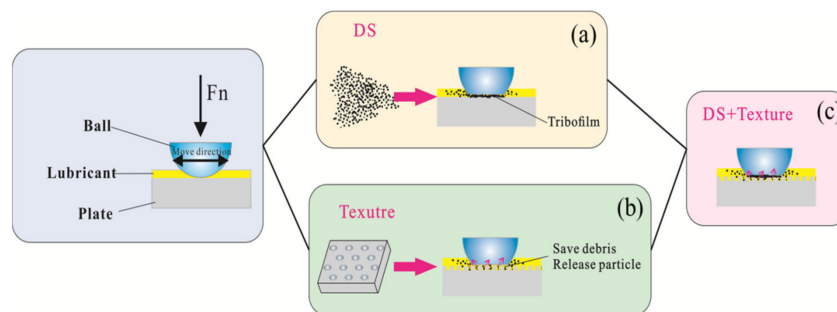 Fn
Ball
Move direction
Lubricant
Plate
DS
(a)
Tribofilm
Texutre
(b)
Save debris
Release particle
DS+Texture
(c)